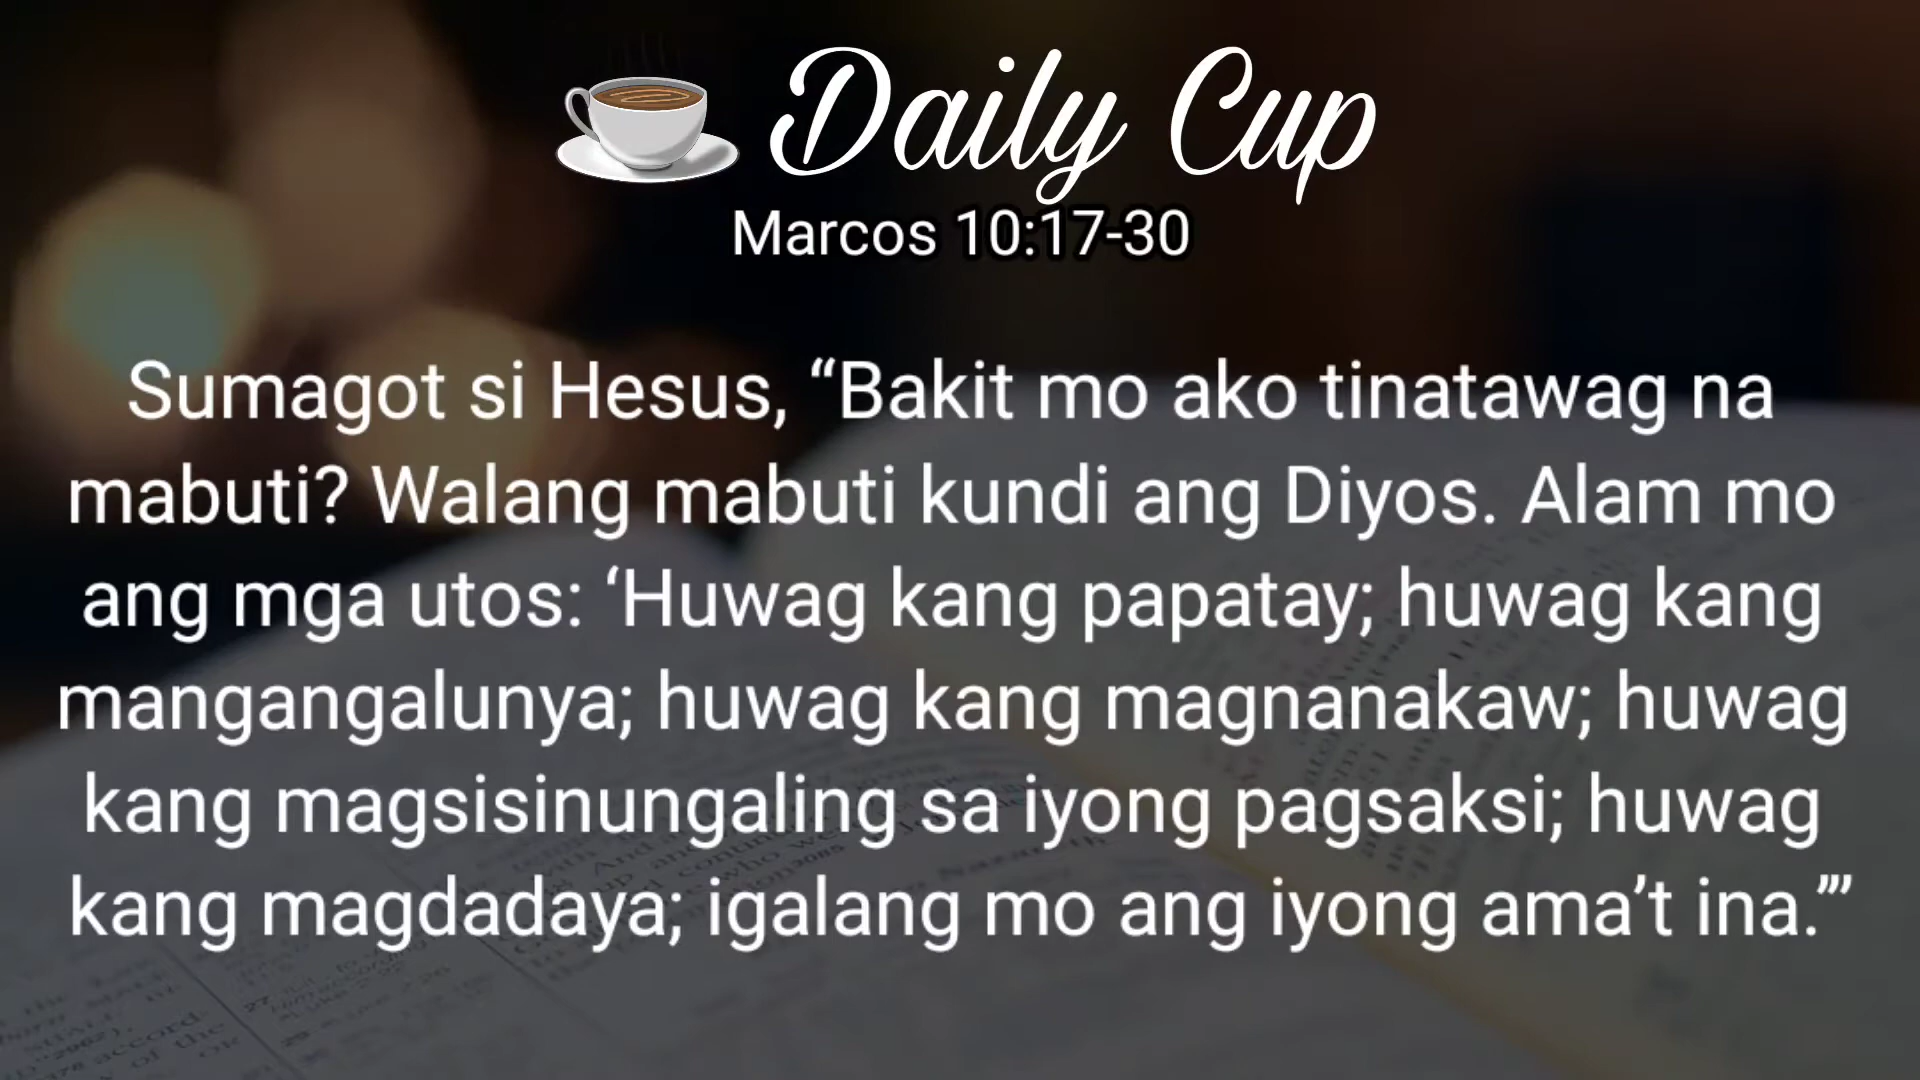 Daily Cup
Marcos 10:17-30
Sumagot si Hesus, “Bakit mo ako tinatawag na
mabuti? Walang mabuti kundi ang Diyos. Alam mo
ang mga utos: ‘Huwag kang papatay; huwag kang
mangangalunya; huwag kang magnanakaw; huwag
kang magsisinungaling sa iyong pagsaksi; huwag
kang magdadaya; igalang mo ang iyong ama’t ina.’”